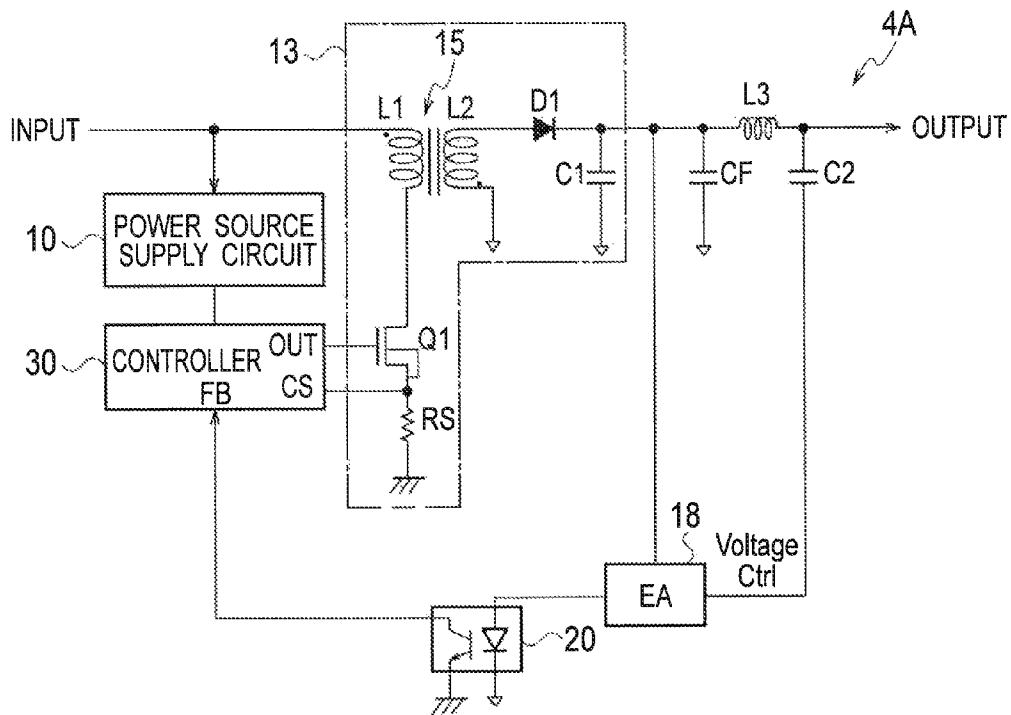 4A
13
15
L1
L2
D1
L3
INPUT
OUTPUT
C1
CF
C2
10
POWER SOURCE
SUPPLY CIRCUIT
30
CONTROLLER
FB
OUT
CS
Q1
RS
18
EA
Voltage
Ctrl
20